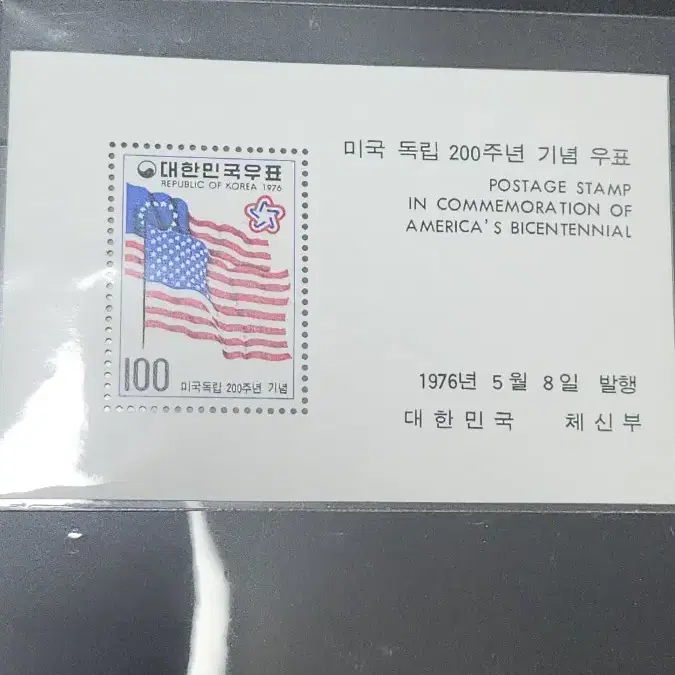 대한민국우표
REPUBLIC OF KOREA 1976
100
미국독립 200주년 기념
미국 독립 200주년 기념 우표
POSTAGE STAMP
IN COMMEMORATION OF
AMERICA'S BICENTENNIAL
1976년 5월 8일 발행
대한민국 체신부